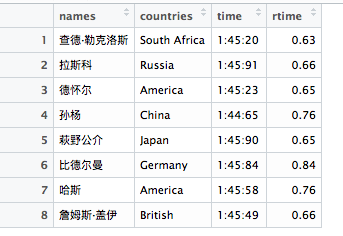 names countries time rtime
1 查德·勒克洛斯 South Africa 1:45:20 0.63
2 拉斯科 Russia 1:45:91 0.66
3 德怀尔 America 1:45:23 0.65
4 孙杨 China 1:44:65 0.76
5 萩野公介 Japan 1:45:90 0.65
6 比德尔曼 Germany 1:45:84 0.84
7 哈斯 America 1:45:58 0.76
8 詹姆斯·盖伊 British 1:45:49 0.66